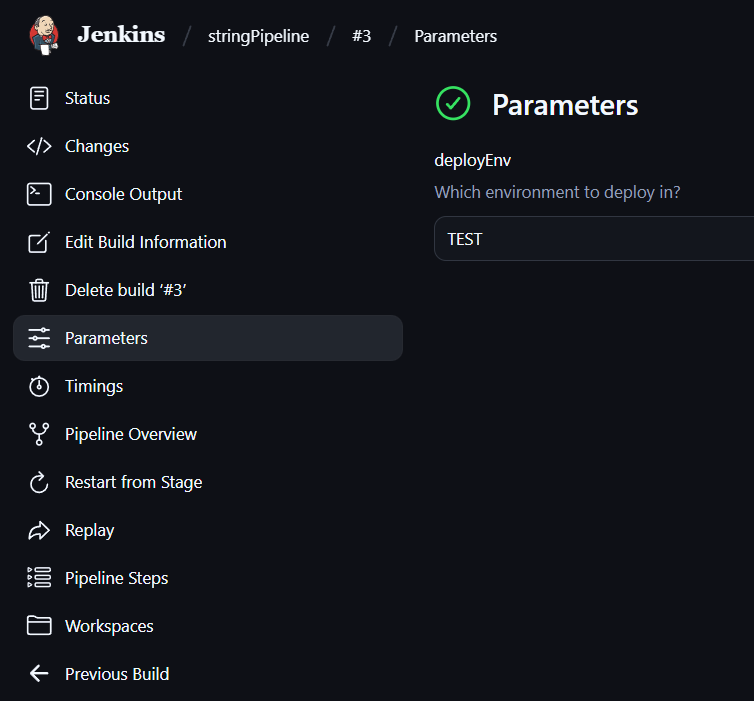 Jenkins / stringPipeline / #3 / Parameters
Status
Changes
Console Output
Edit Build Information
Delete build ‘#3’
Parameters
Timings
Pipeline Overview
Restart from Stage
Replay
Pipeline Steps
Workspaces
Previous Build
Parameters
deployEnv
Which environment to deploy in?
TEST